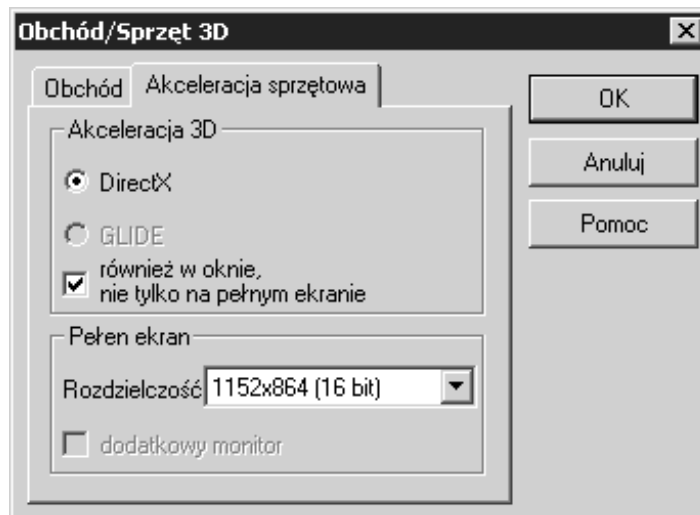 Obchód/Sprzęt 3D
Obchód
Akceleracja sprzętowa
Akceleracja 3D
DirectX
GLIDE
również w oknie,
nie tylko na pełnym ekranie
Pełen ekran
Rozdzielczość 1152x864 (16 bit)
dodatkowy monitor
OK
Anuluj
Pomoc